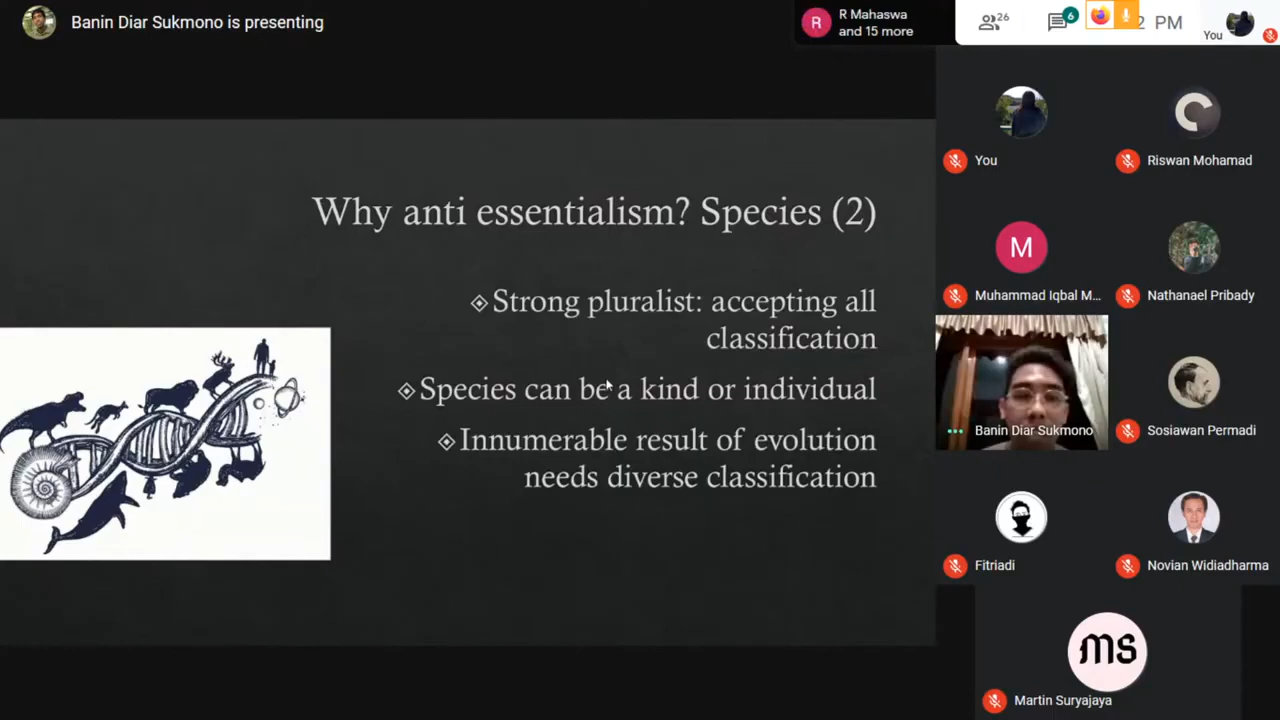 Banin Diar Sukmono is presenting
R
R Mahaswa
and 15 more
26
6
2 PM
You
You
Riswan Mohamad
M
Muhammad Iqbal M...
Nathanael Pribady
Banin Diar Sukmono
Sosiawan Permadi
Fitriadi
Novian Widiadharma
ms
Martin Suryajaya
Why anti essentialism? Species (2)
Strong pluralist: accepting all
classification
Species can be a kind or individual
Innumerable result of evolution
needs diverse classification